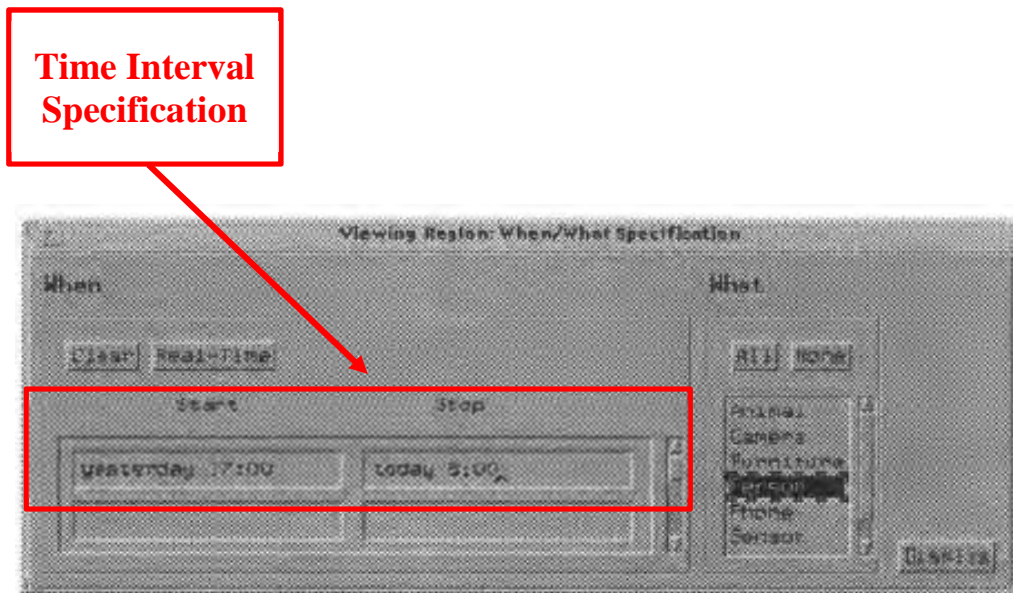 Time Interval
Specification
Viewing Region: When/What Specification
When
What
Clear Real-Time
All None
Start Stop
yesterday 17:00
today 8:00
Animal
Camera
Furniture
Person
Phone
Sensor
Dismiss